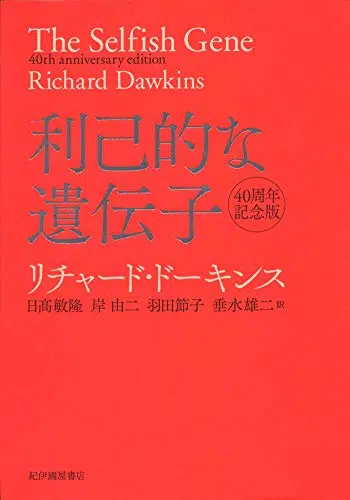 The Selfish Gene
40th anniversary edition
Richard Dawkins
利己的な
遺伝子
40周年
記念版
リチャード・ドーキンス
日髙敏隆 岸 由二 羽田節子 垂水雄二 訳
紀伊國屋書店